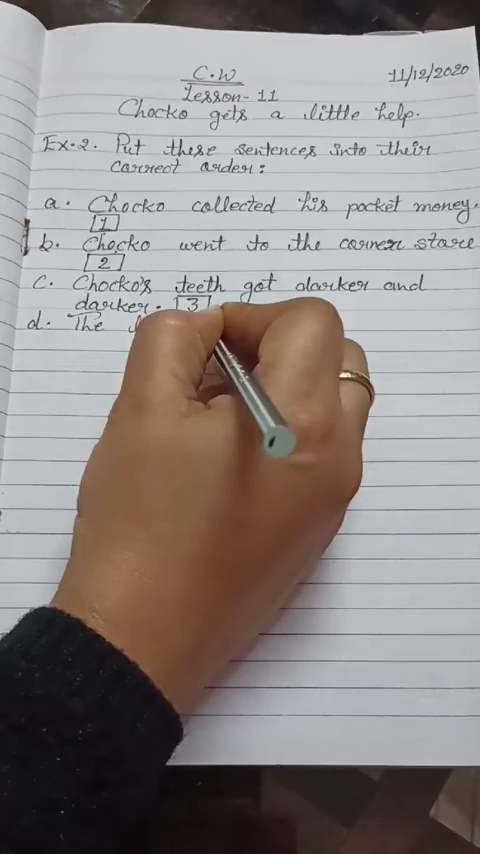 C.W
11/12/2020
Lesson-11
Chocko gets a little help.
Ex-2. Put these sentences into their
correct order:
a. Chocko collected his pocket money.
1
b. Chocko went to the corner store
2
c. Chocko's teeth got darker and
darker. 3
d. The